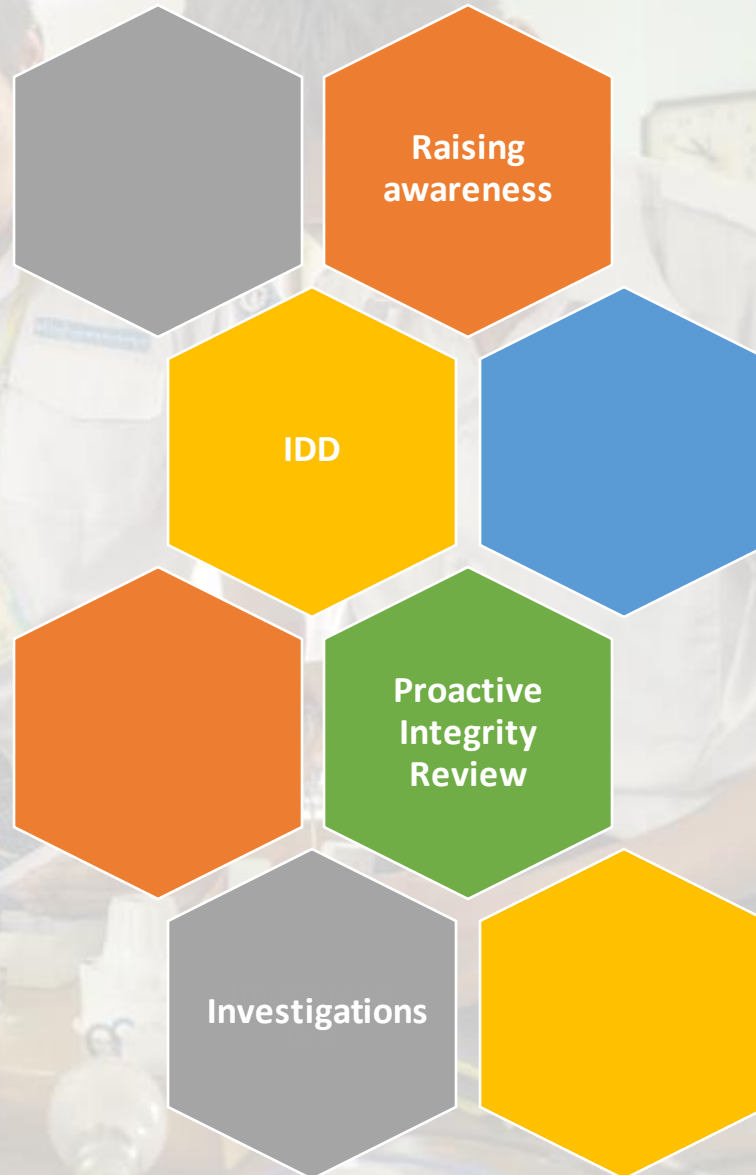 Raising
awareness
IDD
Proactive
Integrity
Review
Investigations